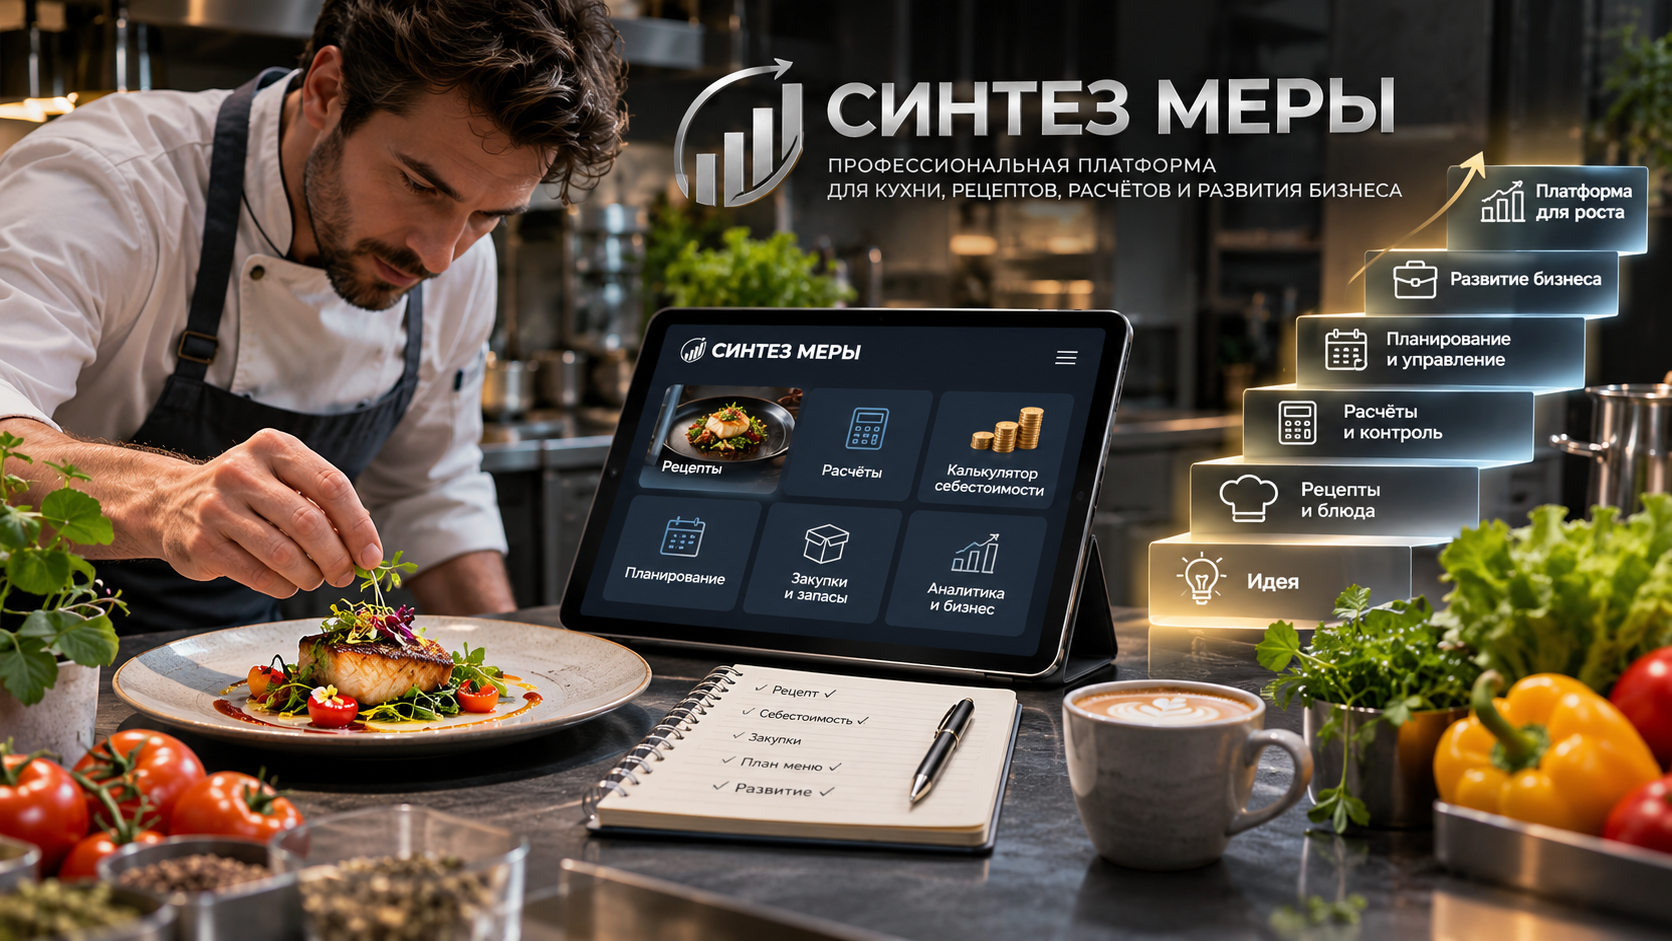 СИНТЕЗ МЕРЫ
ПРОФЕССИОНАЛЬНАЯ ПЛАТФОРМА
ДЛЯ КУХНИ, РЕЦЕПТОВ, РАСЧЁТОВ И РАЗВИТИЯ БИЗНЕСА
Платформа
для роста
Развитие бизнеса
Планирование
и управление
Расчёты
и контроль
Рецепты
и блюда
Идея
СИНТЕЗ МЕРЫ
Рецепты
Расчёты
Калькулятор
себестоимости
Планирование
Закупки
и запасы
Аналитика
и бизнес
✓ Рецепт ✓
✓ Себестоимость ✓
✓ Закупки
✓ План меню ✓
✓ Развитие ✓